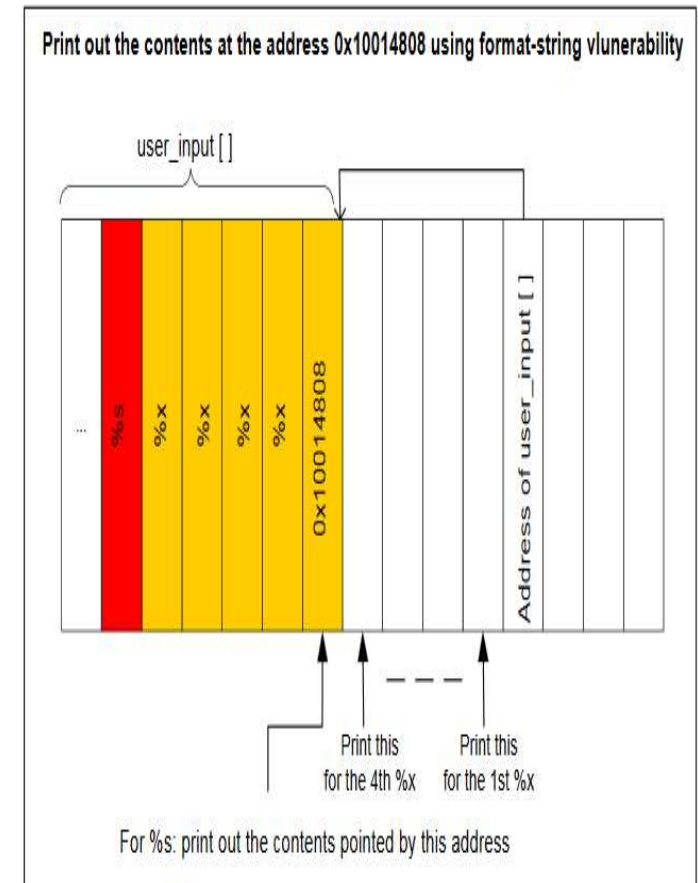 Print out the contents at the address 0x10014808 using format-string vlunerability
user_input [ ]
...
%s
%x
%x
%x
%x
0x10014808
Address of user_input [ ]
Print this
for the 4th %x
Print this
for the 1st %x
For %s: print out the contents pointed by this address